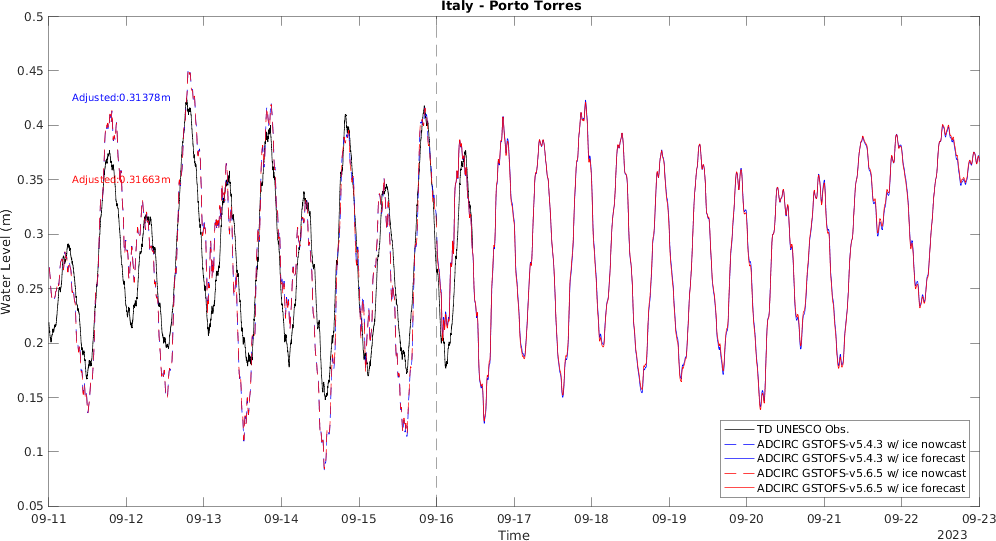 Italy - Porto Torres
0.5
0.45
0.4
0.35
0.3
0.25
0.2
0.15
0.1
0.05
Water Level (m)
Adjusted:0.31378m
Adjusted:0.31663m
TD UNESCO Obs.
ADCIRC GSTOFS-v5.4.3 w/ ice nowcast
ADCIRC GSTOFS-v5.4.3 w/ ice forecast
ADCIRC GSTOFS-v5.6.5 w/ ice nowcast
ADCIRC GSTOFS-v5.6.5 w/ ice forecast
09-11 09-12 09-13 09-14 09-15 09-16 09-17 09-18 09-19 09-20 09-21 09-22 09-23
Time
2023